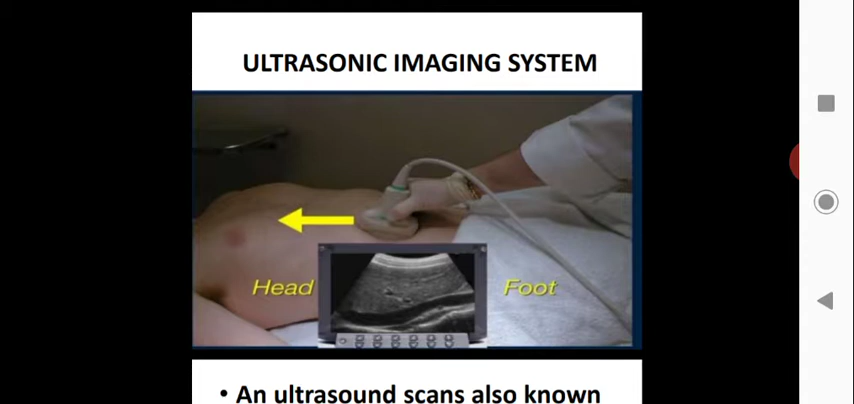 ULTRASONIC IMAGING SYSTEM
Head
Foot
• An ultrasound scans also known